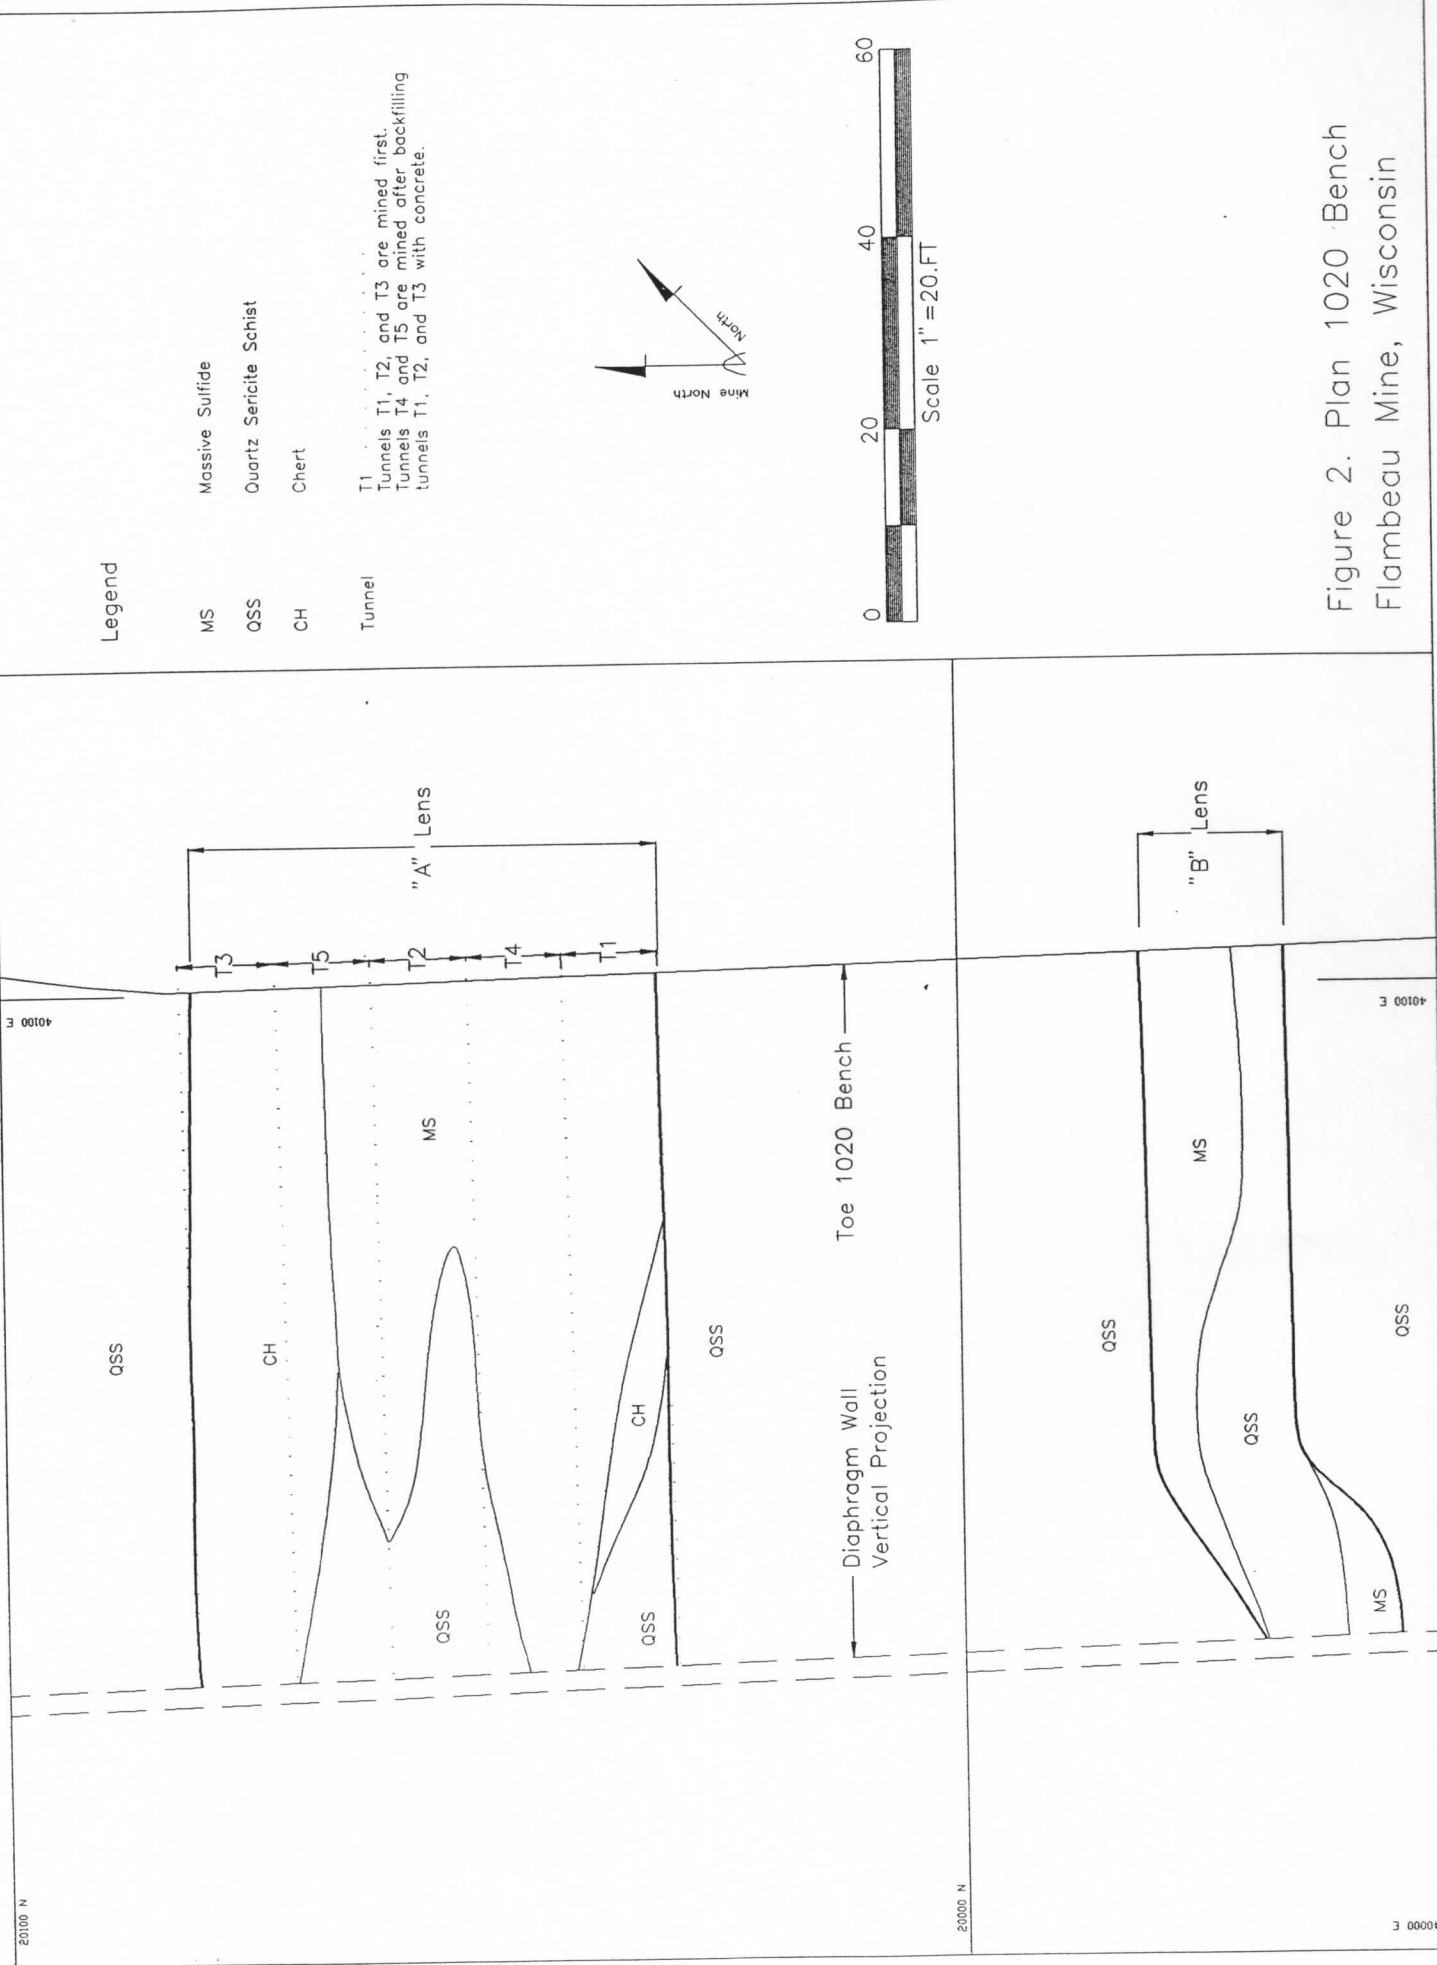 20100 N
40100 E
QSS
CH
MS
QSS
QSS
CH
QSS
T3
T5
T2
T4
T1
"A" Lens
Diaphragm Wall
Vertical Projection
Toe 1020 Bench
20000 N
QSS
MS
QSS
MS
QSS
"B" Lens
40100 E
Legend
MS Massive Sulfide
QSS Quartz Sericite Schist
CH Chert
Tunnel T1
Tunnels T1, T2, and T3 are mined first.
Tunnels T4 and T5 are mined after backfilling
tunnels T1, T2, and T3 with concrete.
Mine North
North
0 20 40 60
Scale 1"=20.FT
Figure 2. Plan 1020 Bench
Flambeau Mine, Wisconsin